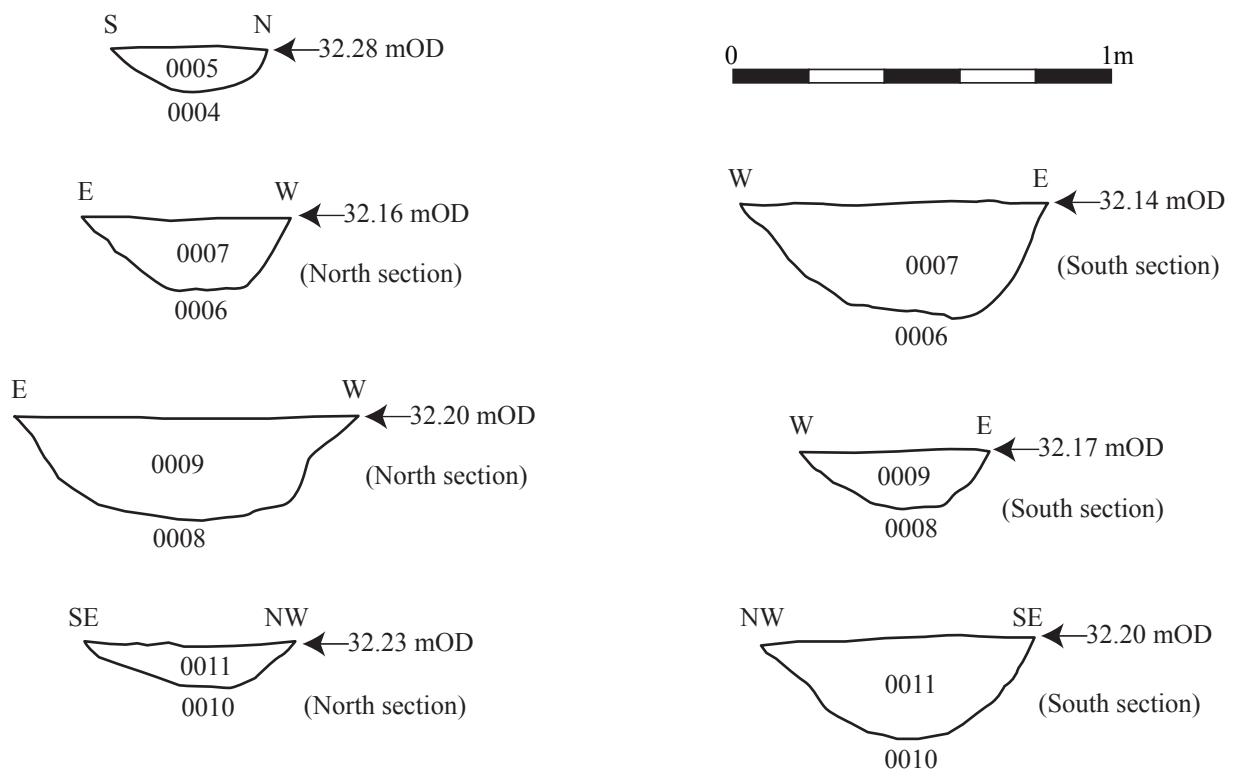 S N
32.28 mOD
0005
0004
0 1m
E W
32.16 mOD
0007
(North section)
0006
W E
32.14 mOD
0007
(South section)
0006
E W
32.20 mOD
0009
(North section)
0008
W E
32.17 mOD
0009
(South section)
0008
SE NW
32.23 mOD
0011
(North section)
0010
NW SE
32.20 mOD
0011
(South section)
0010